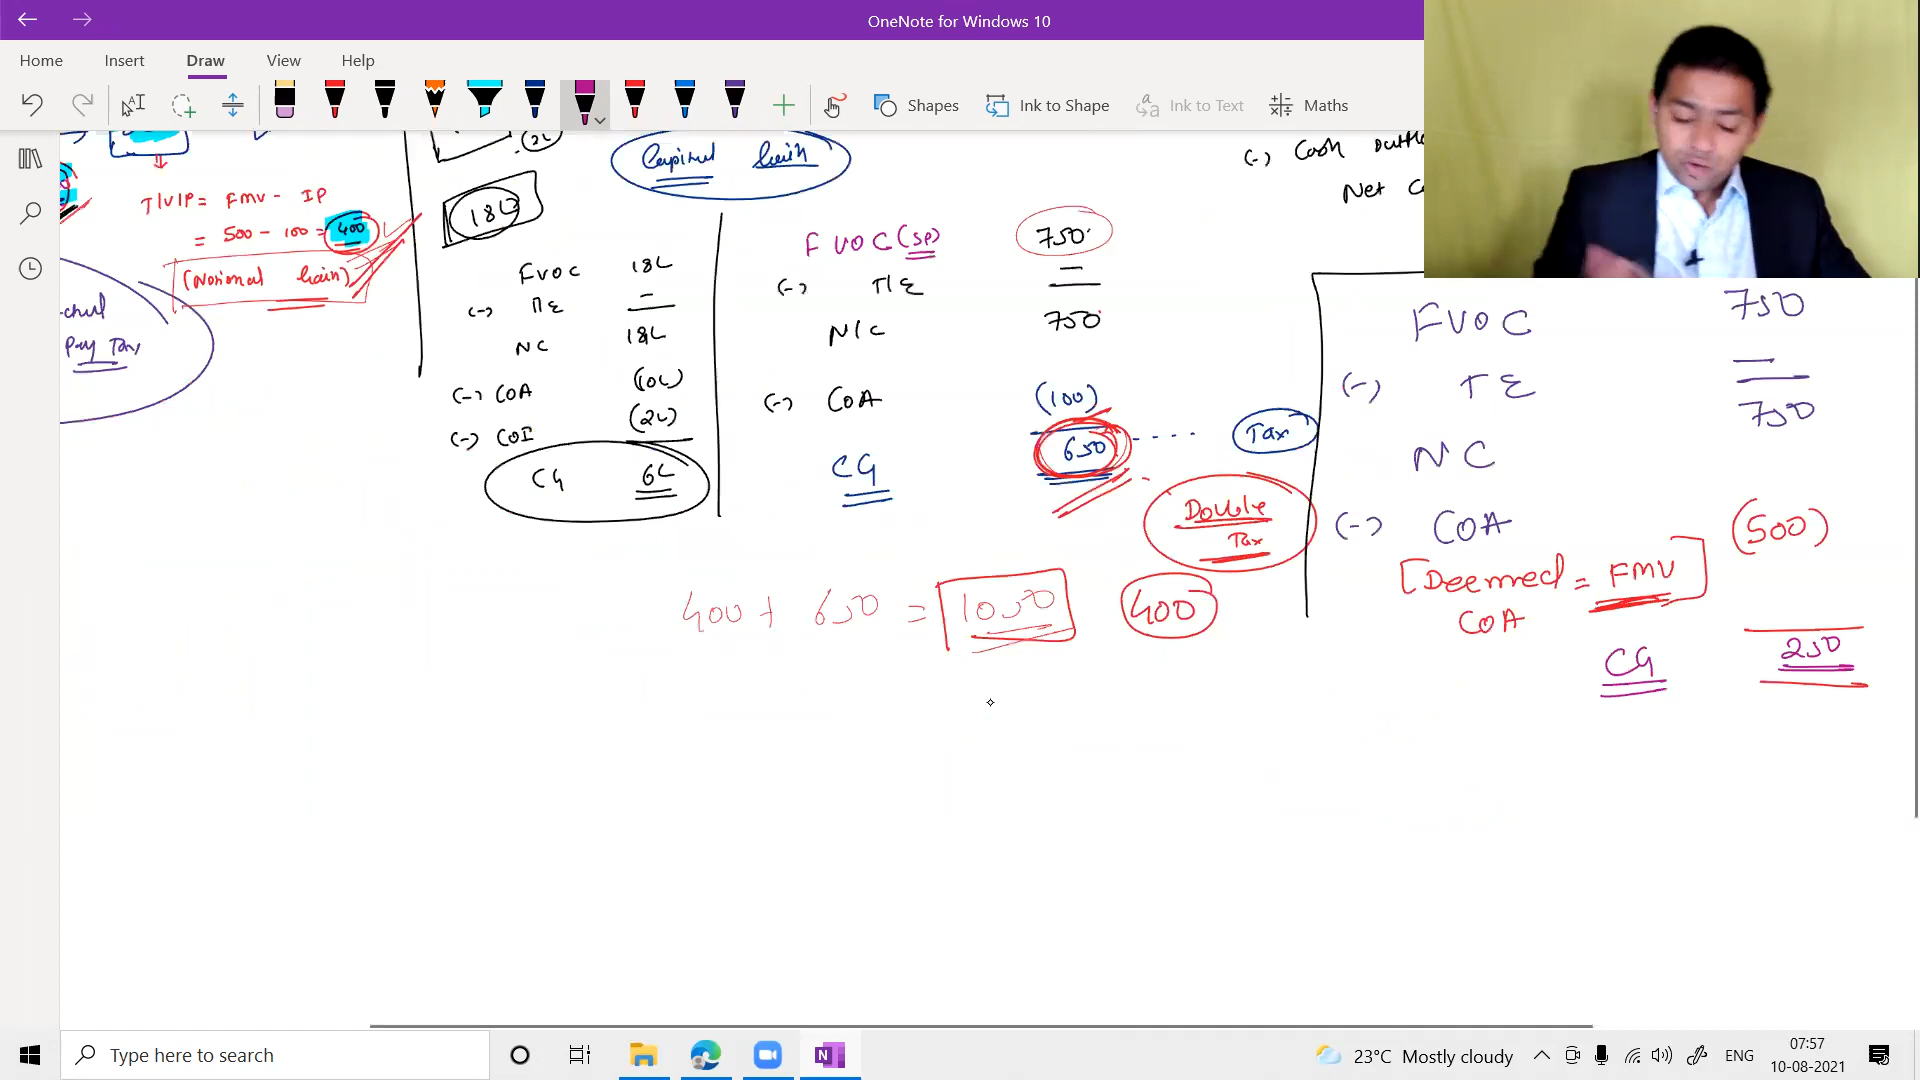 OneNote for Windows 10
Home Insert Draw View Help
Shapes
Ink to Shape
Ink to Text
Maths
T/V/P = FMV - IP
= 500 - 100 = 400
(Notional Gain)
Pay Tax
2L
18L
FVOC 18L
(-) TE -
NC 18L
(-) COA (10L)
(-) COI (2L)
CG 6L
Capital Gain
FVOC (SP) 750
(-) T/E -
N/C 750
(-) COA (100)
CG 650
Tax
Double
Tax
400 + 650 = 1050
400
(-) Cash
Net
FVOC 750
(-) TE -
750
NC
(-) COA (500)
[Deemed = FMV]
COA
CG 250
Type here to search
23°C Mostly cloudy
ENG
07:57
10-08-2021